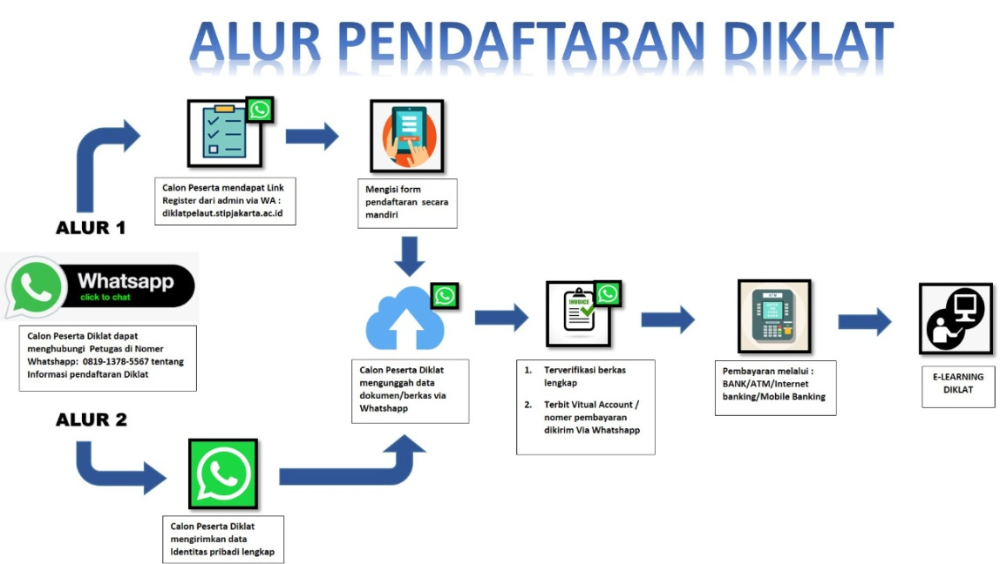 ALUR PENDAFTARAN DIKLAT
Calon Peserta mendapat Link
Register dari admin via WA :
diklatpelaut.stipjakarta.ac.id
Mengisi form
pendaftaran secara
mandiri
ALUR 1
Whatsapp
click to chat
Calon Peserta Diklat dapat
menghubungi Petugas di Nomer
Whatshapp: 0819-1378-5567 tentang
Informasi pendaftaran Diklat
INVOICE
ATM
Calon Peserta Diklat
mengunggah data
dokumen/berkas via
Whatshapp
1. Terverifikasi berkas
lengkap
2. Terbit Vitual Account /
nomer pembayaran
dikirim Via Whatshapp
Pembayaran melalui :
BANK/ATM/Internet
banking/Mobile Banking
E-LEARNING
DIKLAT
ALUR 2
Calon Peserta Diklat
mengirimkan data
Identitas pribadi lengkap